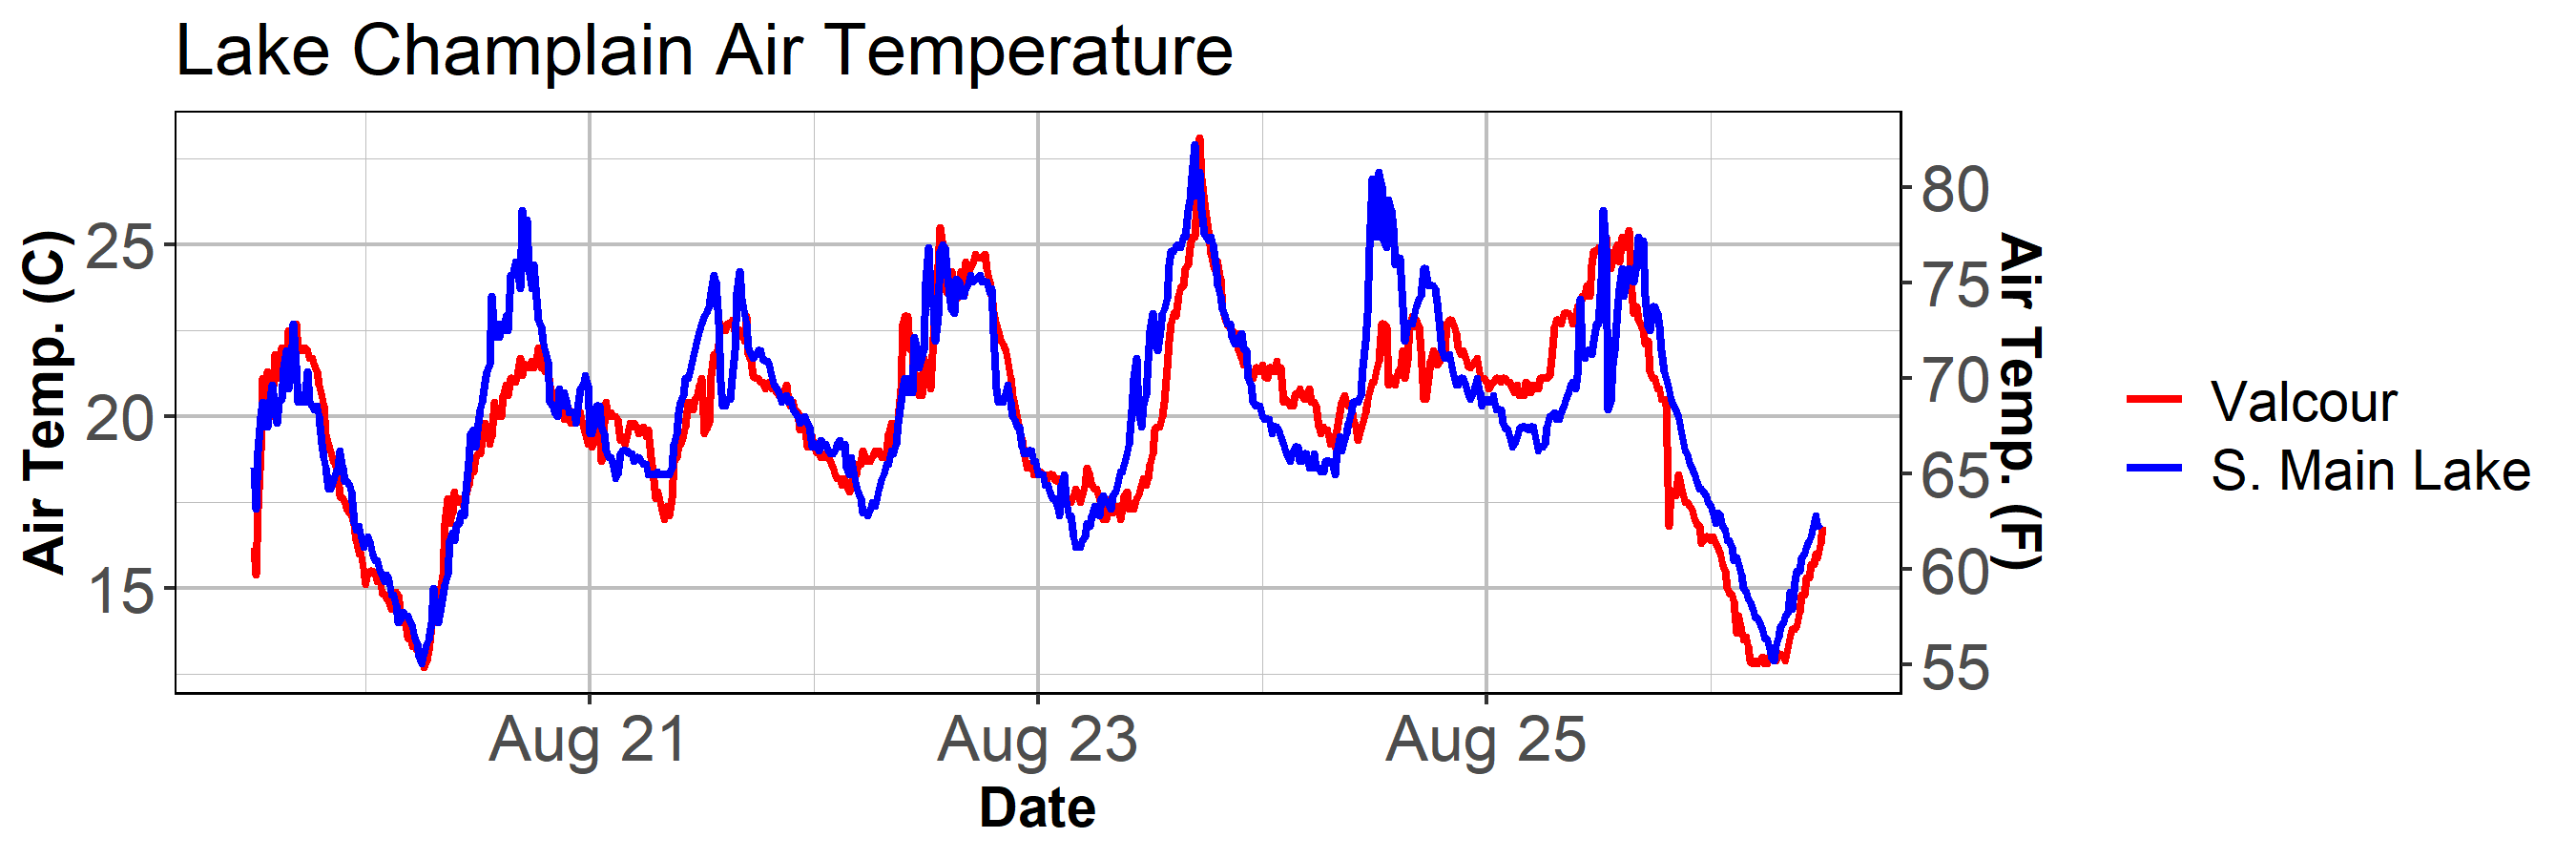 Lake Champlain Air Temperature
Air Temp. (C)
25
20
15
80
75
70
65
60
55
Air Temp. (F)
Aug 21
Aug 23
Aug 25
Date
Valcour
S. Main Lake